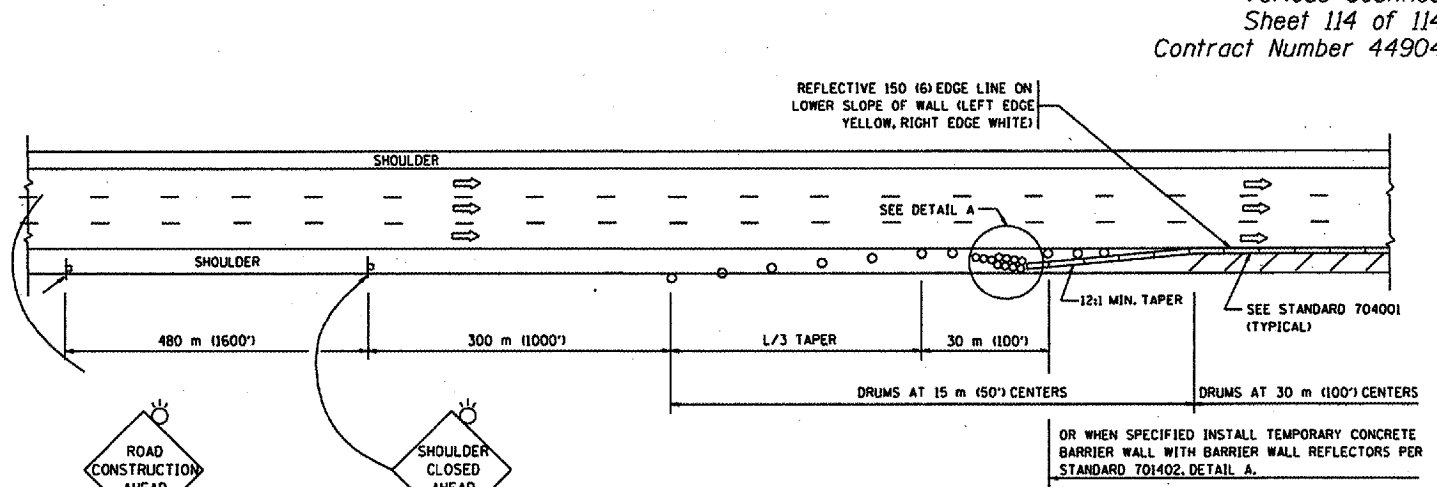 Sheet 114 of 114
Contract Number 44904
REFLECTIVE 150 (6) EDGE LINE ON
LOWER SLOPE OF WALL (LEFT EDGE
YELLOW, RIGHT EDGE WHITE)
SHOULDER
SEE DETAIL A
SHOULDER
12:1 MIN. TAPER
SEE STANDARD 704001
(TYPICAL)
480 m (1600')
300 m (1000')
L/3 TAPER
30 m (100')
DRUMS AT 15 m (50') CENTERS
DRUMS AT 30 m (100') CENTERS
OR WHEN SPECIFIED INSTALL TEMPORARY CONCRETE
BARRIER WALL WITH BARRIER WALL REFLECTORS PER
STANDARD 701402, DETAIL A.
ROAD
CONSTRUCTION
AHEAD
SHOULDER
CLOSED
AHEAD